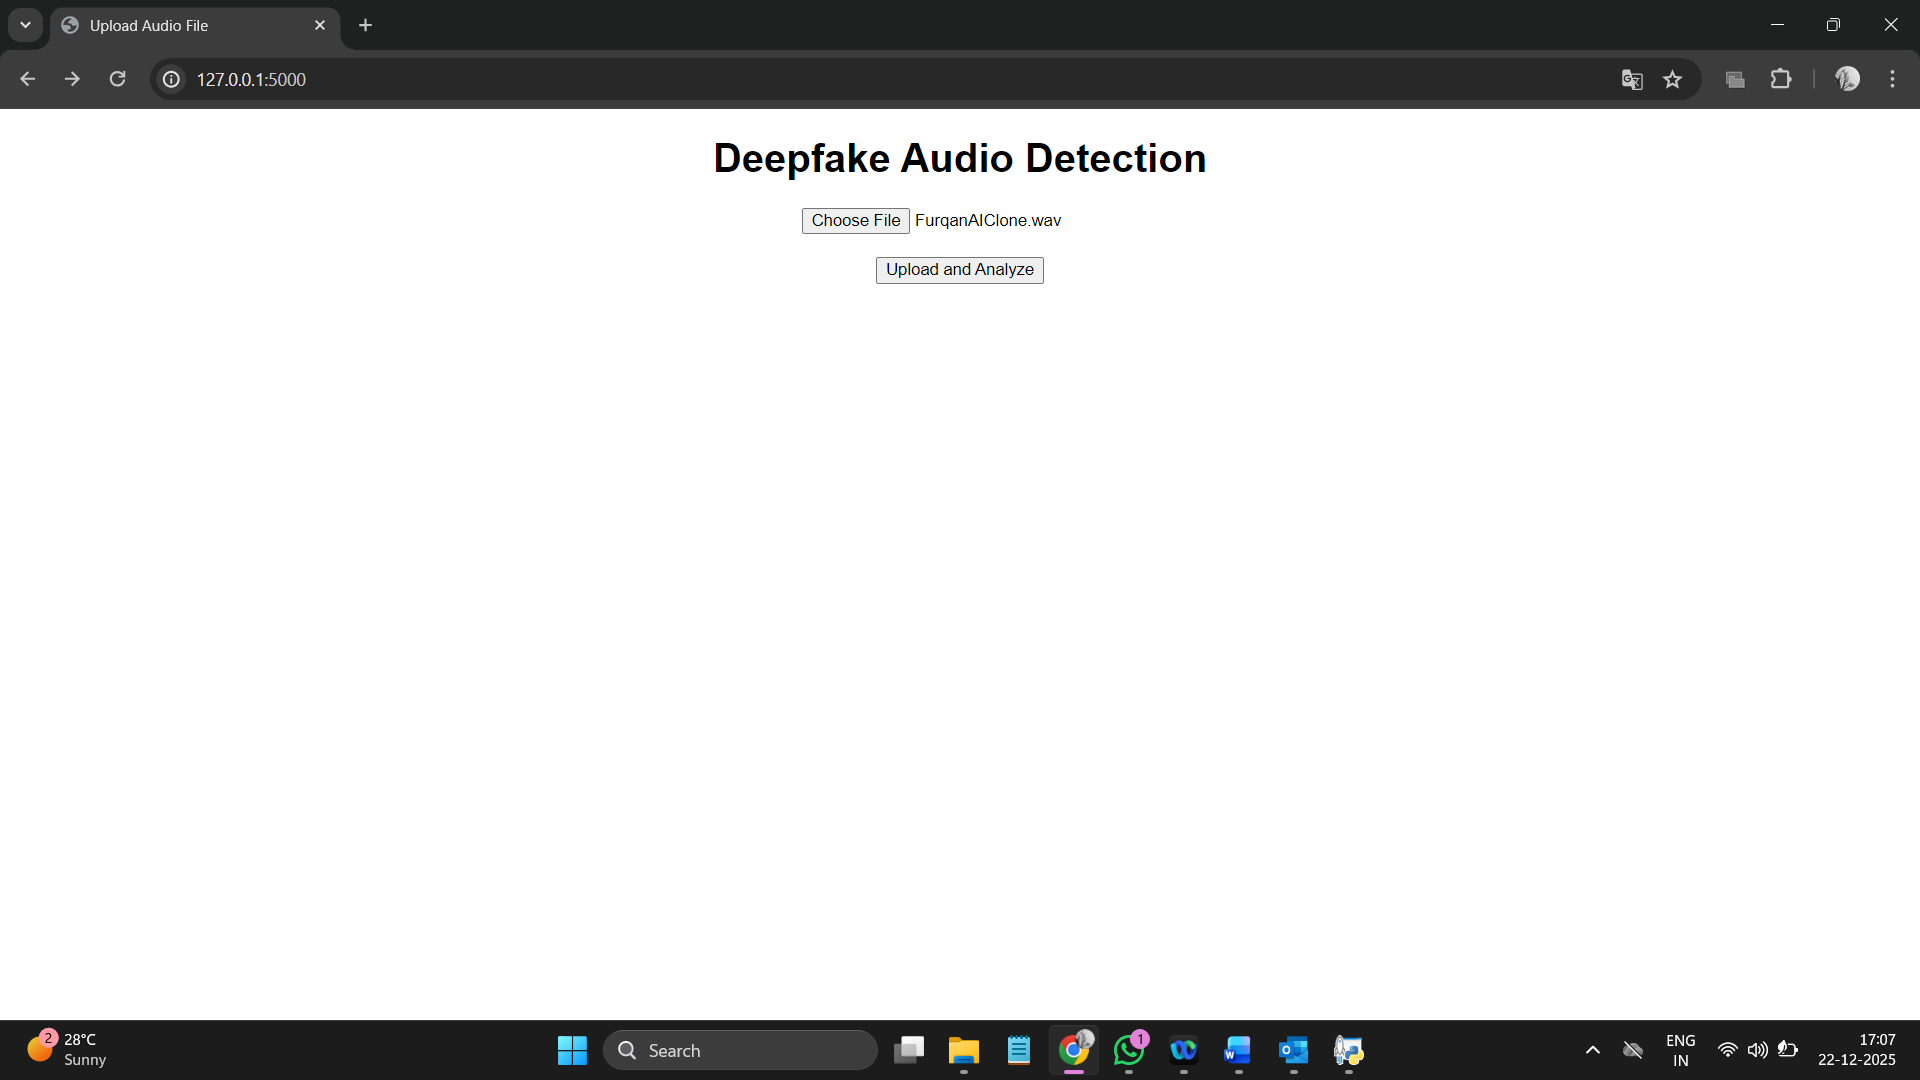 Upload Audio File
127.0.0.1:5000
Deepfake Audio Detection
Choose File FurqanAIClone.wav
Upload and Analyze
2
28°C
Sunny
Search
1
ENG
IN
17:07
22-12-2025